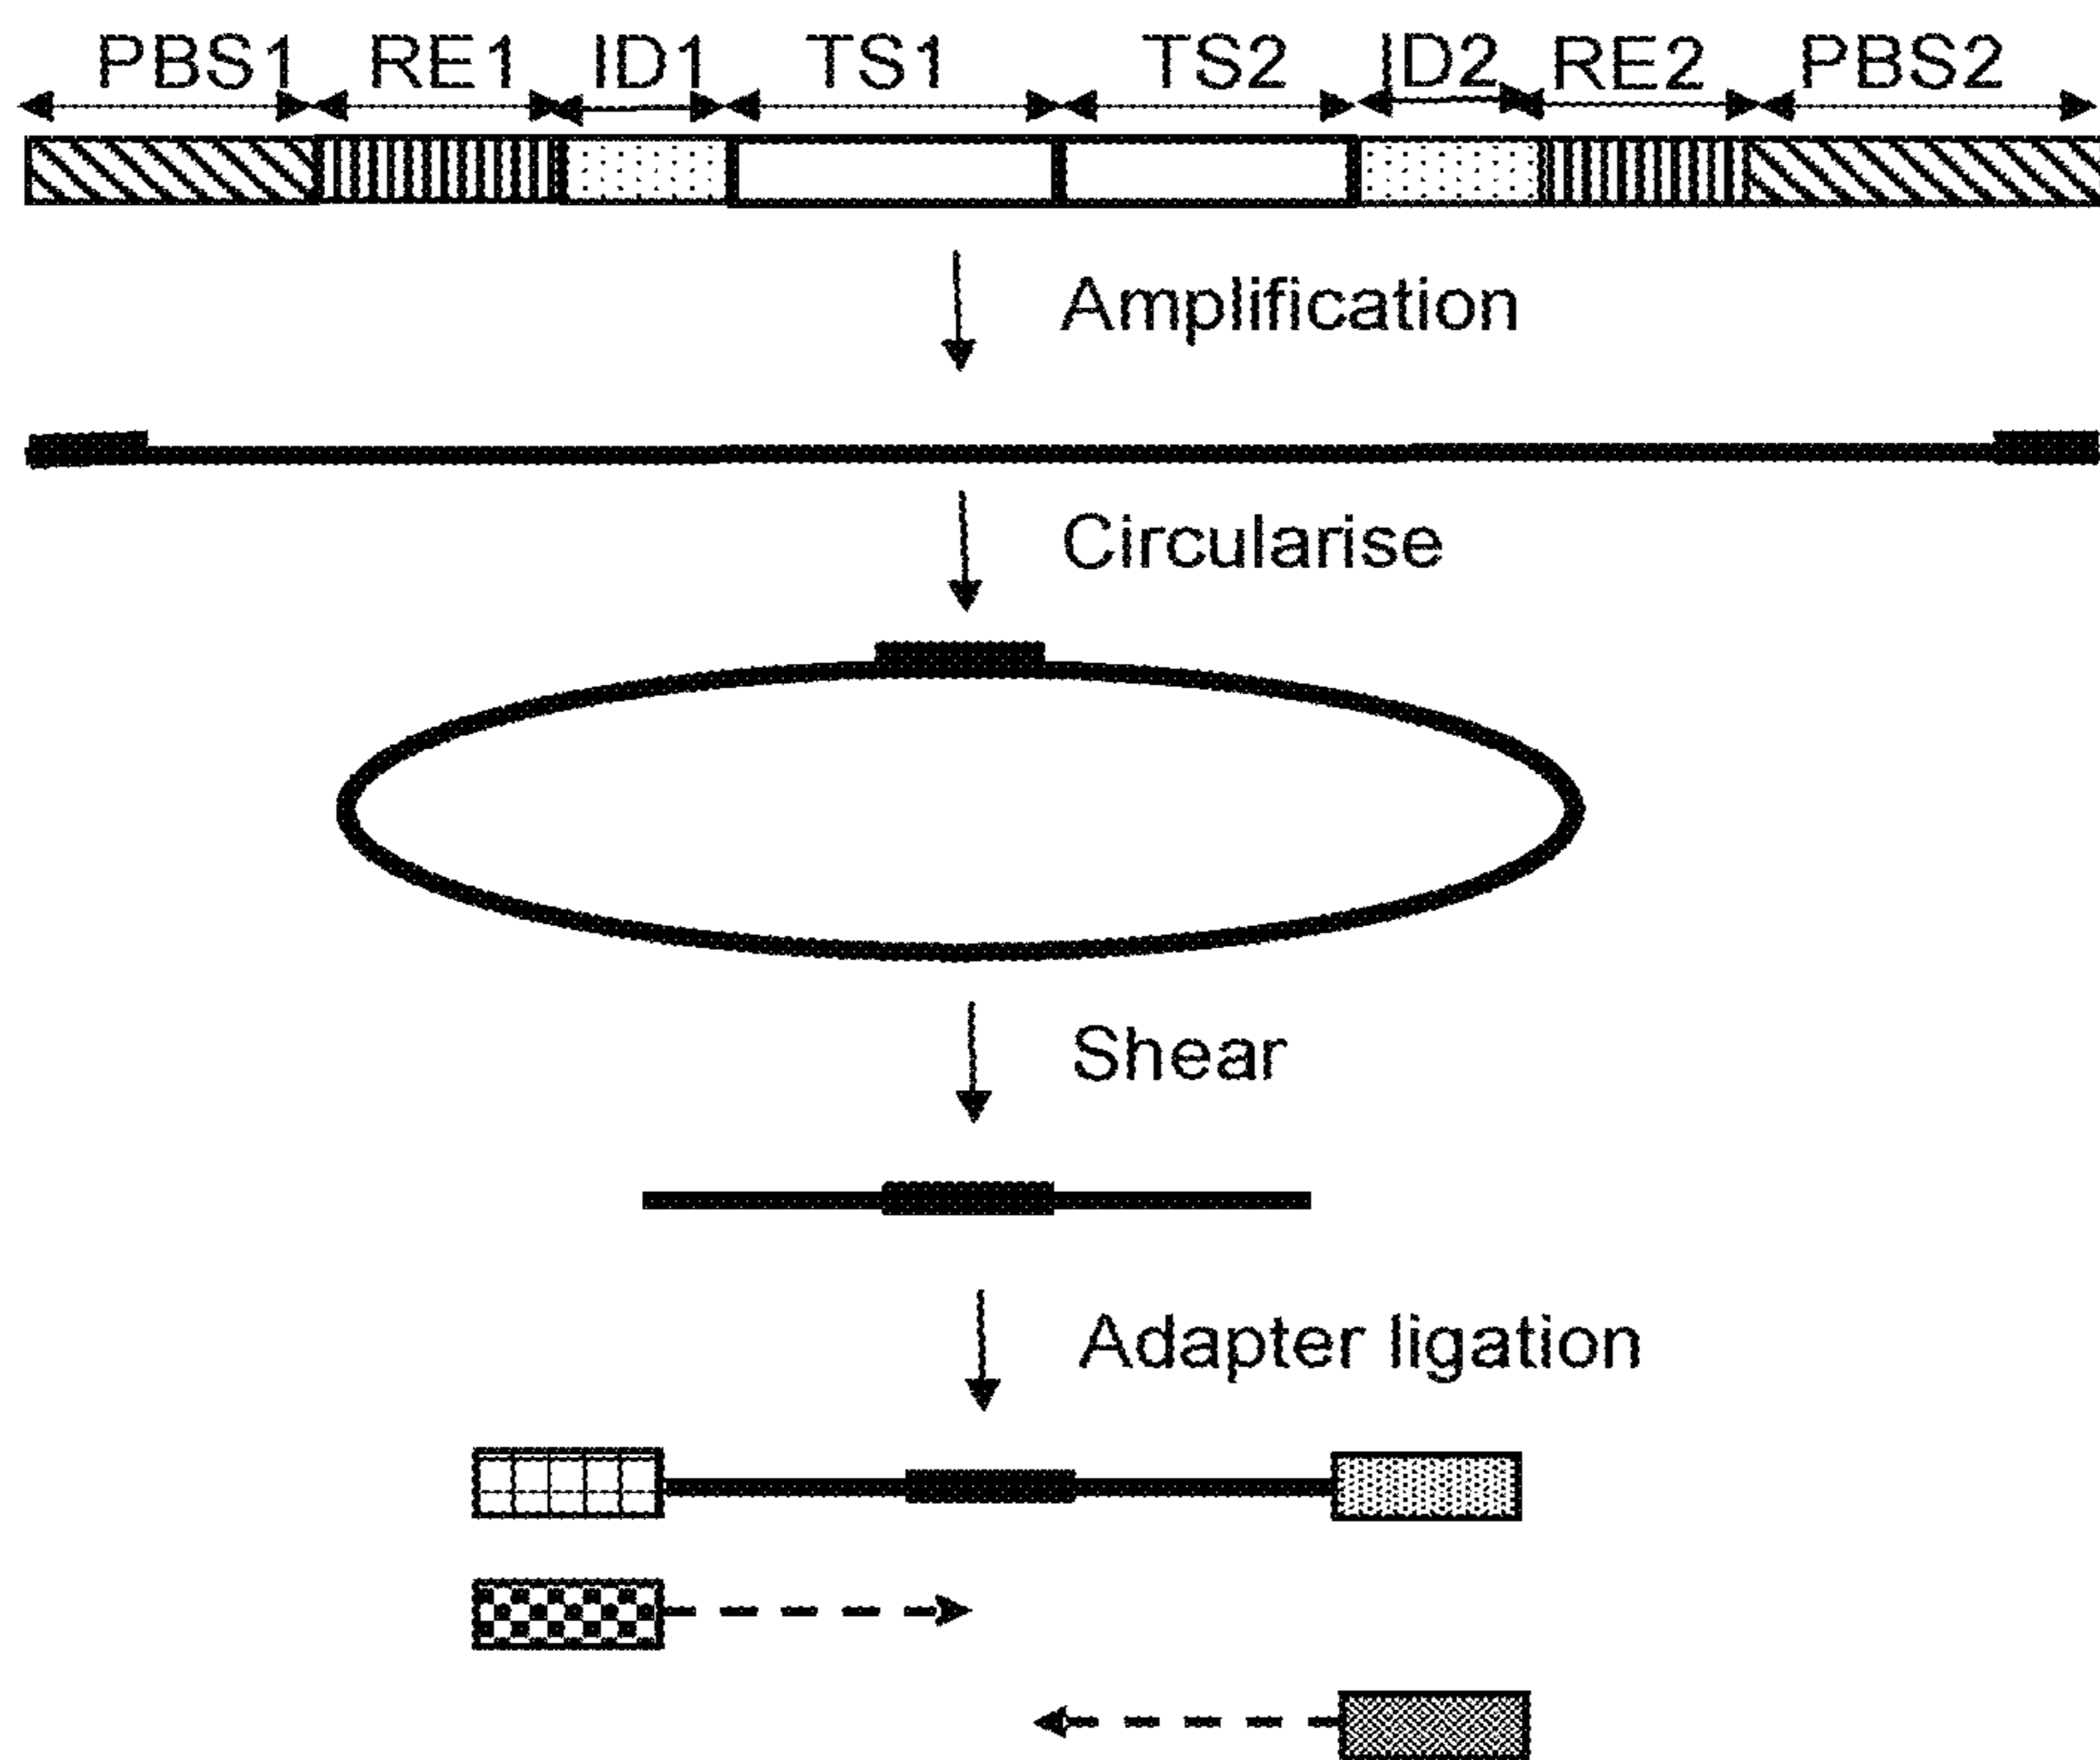 PBS1 RE1 ID1 TS1 TS2 ID2 RE2 PBS2
Amplification
Circularise
Shear
Adapter ligation